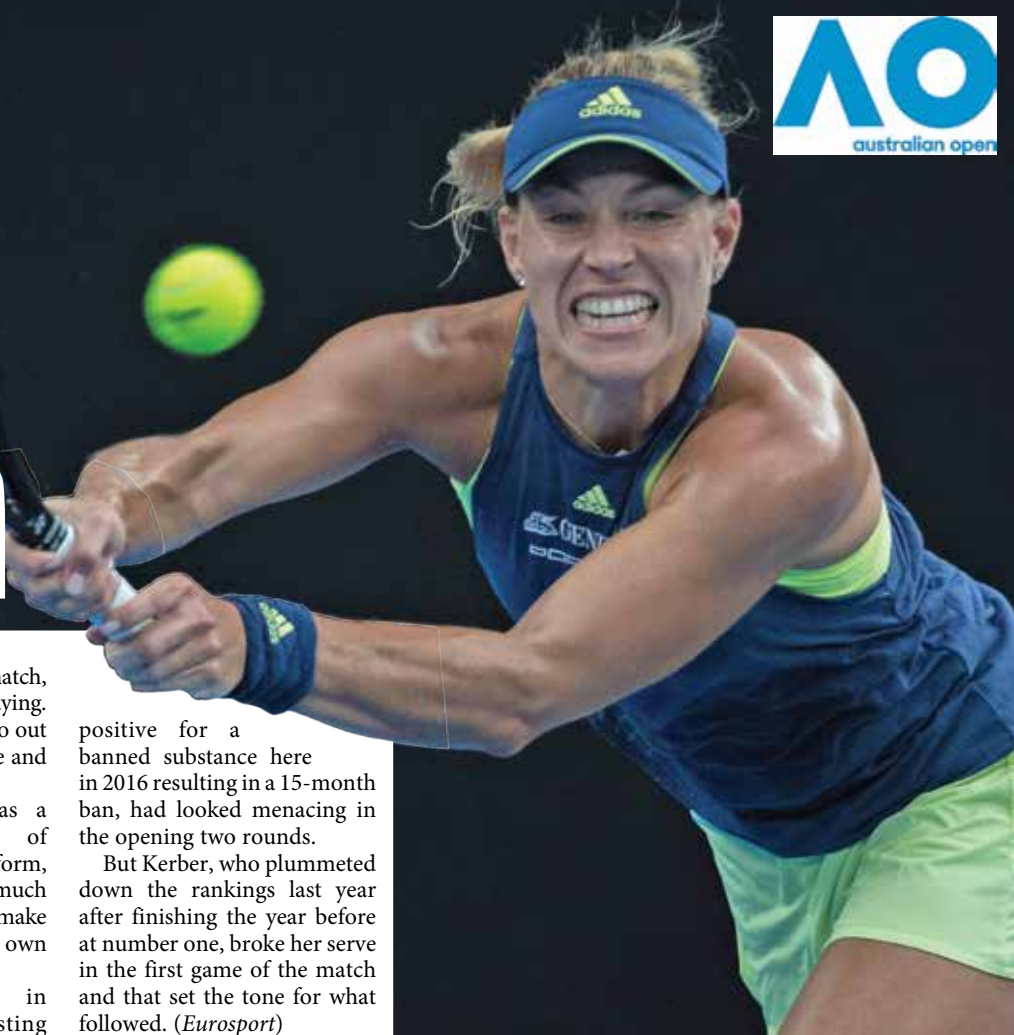 AO
australian open
adidas
adidas
adidas
atch,
ying.
o out
e and
as a
of
form,
much
make
own
in
sting
positive for a
banned substance here
in 2016 resulting in a 15-month
ban, had looked menacing in
the opening two rounds.
But Kerber, who plummeted
down the rankings last year
after finishing the year before
at number one, broke her serve
in the first game of the match
and that set the tone for what
followed. (Eurosport)